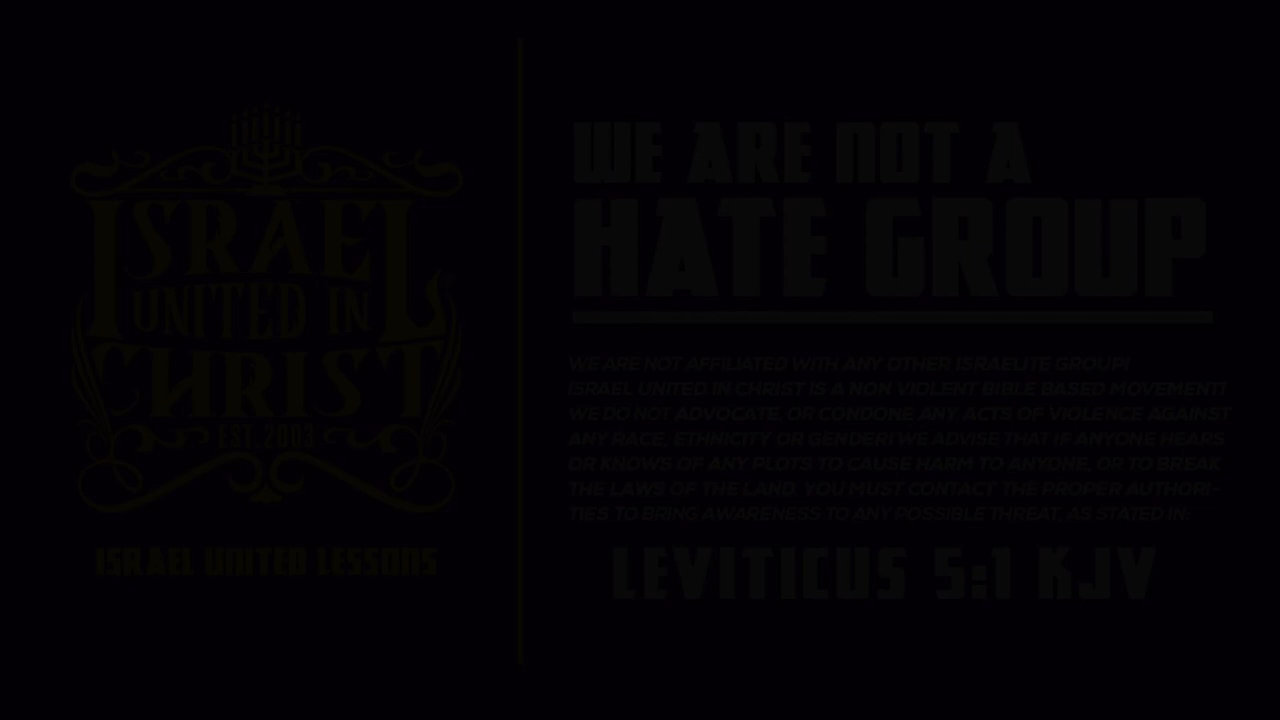 ISRAEL
UNITED IN
CHRIST
EST. 2003
ISRAEL UNITED LESSONS
WE ARE NOT A
HATE GROUP
WE ARE NOT AFFILIATED WITH ANY OTHER ISRAELITE GROUP!
ISRAEL UNITED IN CHRIST IS A NON VIOLENT BIBLE BASED MOVEMENT!
WE DO NOT ADVOCATE, OR CONDONE, ANY ACTS OF VIOLENCE AGAINST
ANY RACE, ETHNICITY OR GENDER! WE ADVISE THAT IF ANYONE HEARS
OR KNOWS OF ANY PLOTS TO CAUSE HARM TO ANYONE, OR TO BREAK
THE LAWS OF THE LAND, YOU MUST CONTACT THE PROPER AUTHORI-
TIES TO BRING AWARENESS TO ANY POSSIBLE THREAT, AS STATED IN:
LEVITICUS 5:1 KJV